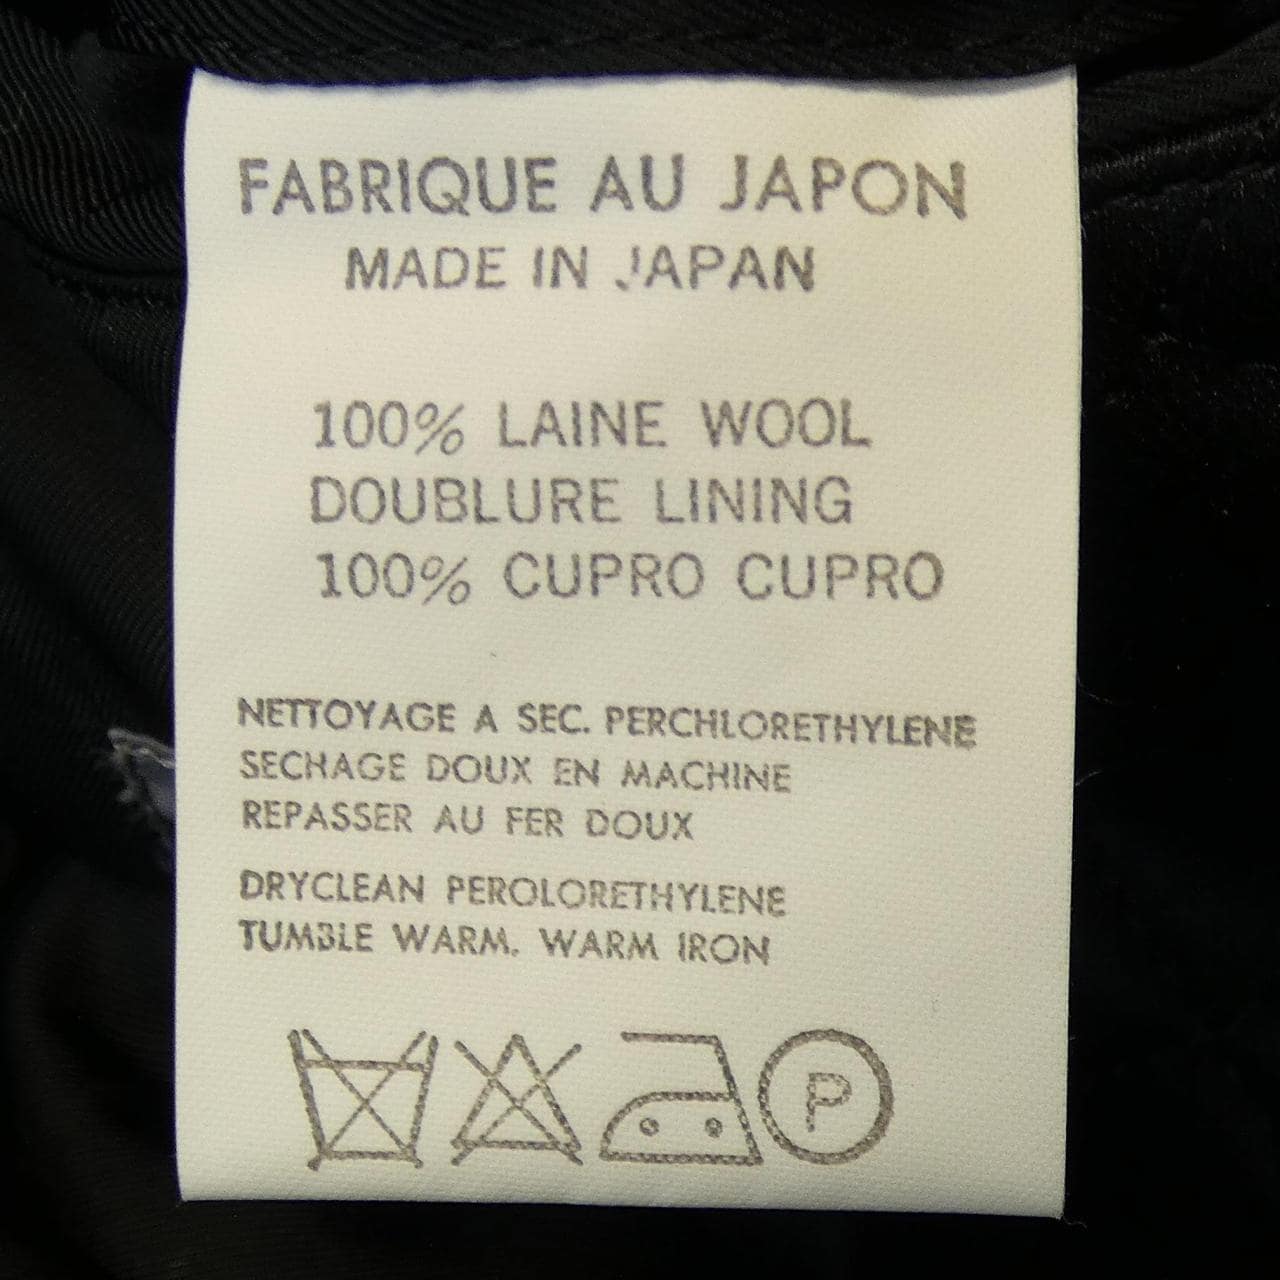 FABRIQUE AU JAPON
MADE IN JAPAN
100% LAINE WOOL
DOUBLURE LINING
100% CUPRO CUPRO
NETTOYAGE A SEC. PERCHLORETHYLENE
SECHAGE DOUX EN MACHINE
REPASSER AU FER DOUX
DRYCLEAN PEROLORETHYLENE
TUMBLE WARM. WARM IRON
P